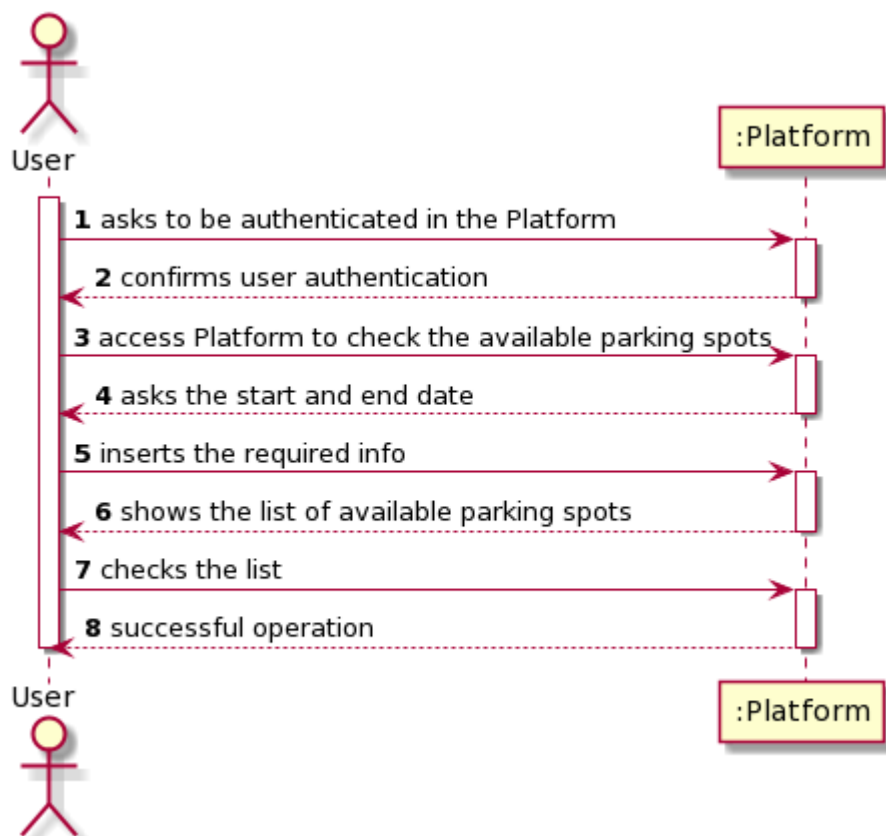 User
:Platform
1 asks to be authenticated in the Platform
2 confirms user authentication
3 access Platform to check the available parking spots
4 asks the start and end date
5 inserts the required info
6 shows the list of available parking spots
7 checks the list
8 successful operation
User
:Platform